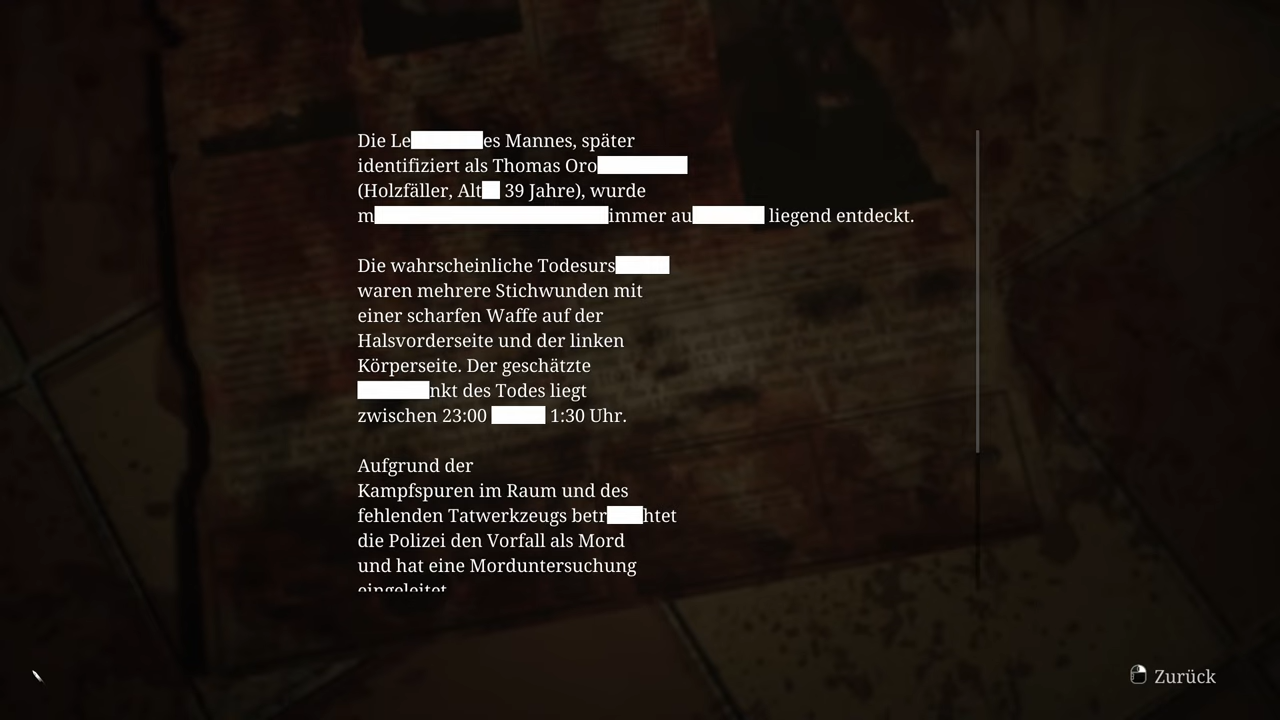 Die Le████es Mannes, später
identifiziert als Thomas Oro█████
(Holzfäller, Alt█ 39 Jahre), wurde
m█████████████immer au████ liegend entdeckt.
Die wahrscheinliche Todesurs███
waren mehrere Stichwunden mit
einer scharfen Waffe auf der
Halsvorderseite und der linken
Körperseite. Der geschätzte
████nkt des Todes liegt
zwischen 23:00 ███ 1:30 Uhr.
Aufgrund der
Kampfspuren im Raum und des
fehlenden Tatwerkzeugs betr██htet
die Polizei den Vorfall als Mord
und hat eine Morduntersuchung
eingeleitet
Zurück